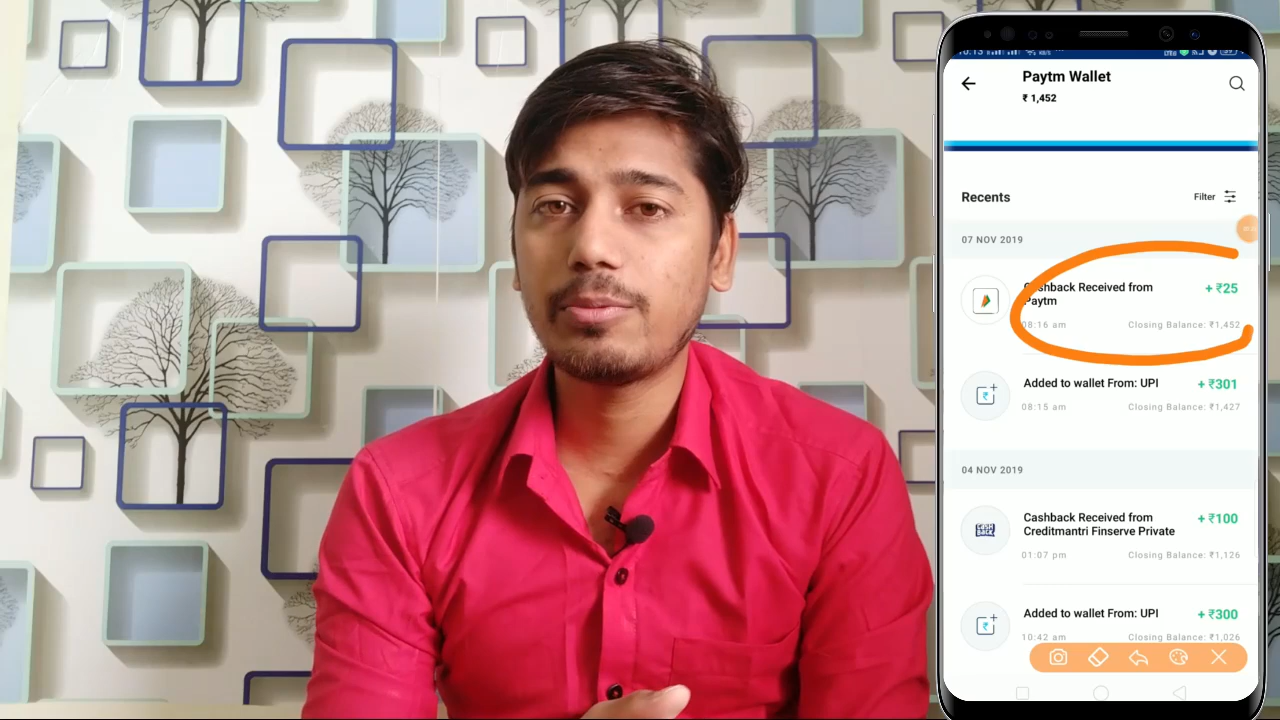 Paytm Wallet
₹ 1,452
Recents
Filter
07 NOV 2019
Cashback Received from
Paytm
+ ₹25
08:16 am
Closing Balance: ₹1,452
Added to wallet From: UPI
+ ₹301
08:15 am
Closing Balance: ₹1,427
04 NOV 2019
CASH
BACK
Cashback Received from
Creditmantri Finserve Private
+ ₹100
01:07 pm
Closing Balance: ₹1,126
Added to wallet From: UPI
+ ₹300
10:42 am
Closing Balance: ₹1,026